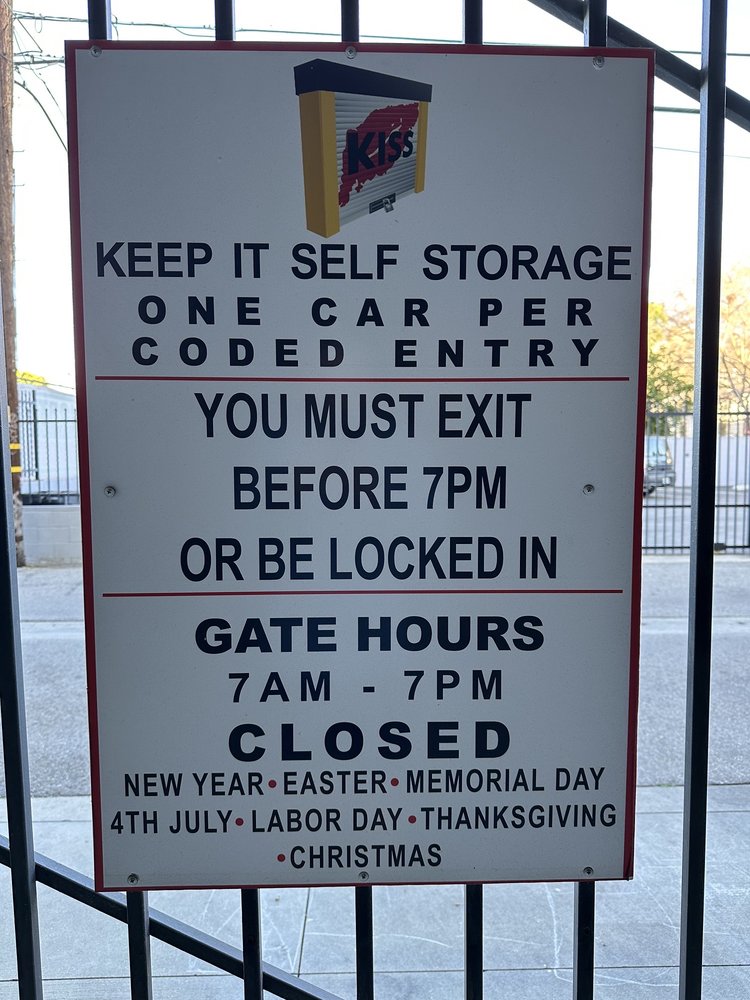 KISS
KEEP IT SELF STORAGE
ONE CAR PER
CODED ENTRY
YOU MUST EXIT
BEFORE 7PM
OR BE LOCKED IN
GATE HOURS
7AM - 7PM
CLOSED
NEW YEAR•EASTER•MEMORIAL DAY
4TH JULY•LABOR DAY•THANKSGIVING
•CHRISTMAS